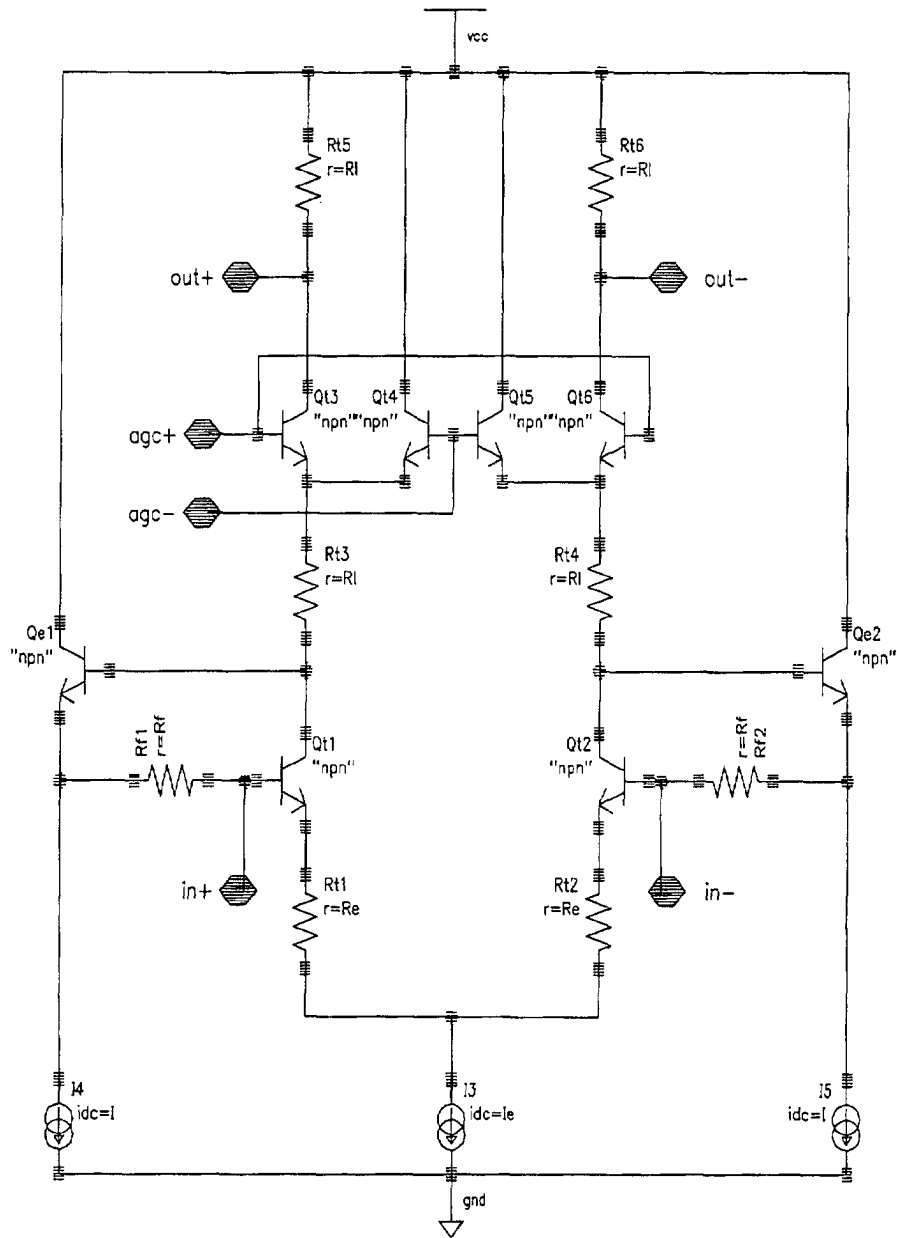 vcc
Rt5
r=Rl
Rt6
r=Rl
out+
out-
Qt3
"npn"
Qt4
"npn"
Qt5
"npn"
Qt6
"npn"
agc+
agc-
Rt3
r=Rl
Rt4
r=Rl
Qe1
"npn"
Qe2
"npn"
Rf1
r=Rf
Qt1
"npn"
Qt2
"npn"
r=Rf
Rf2
in+
Rt1
r=Re
Rt2
r=Re
in-
I4
idc=I
I3
idc=Ie
I5
idc=I
gnd